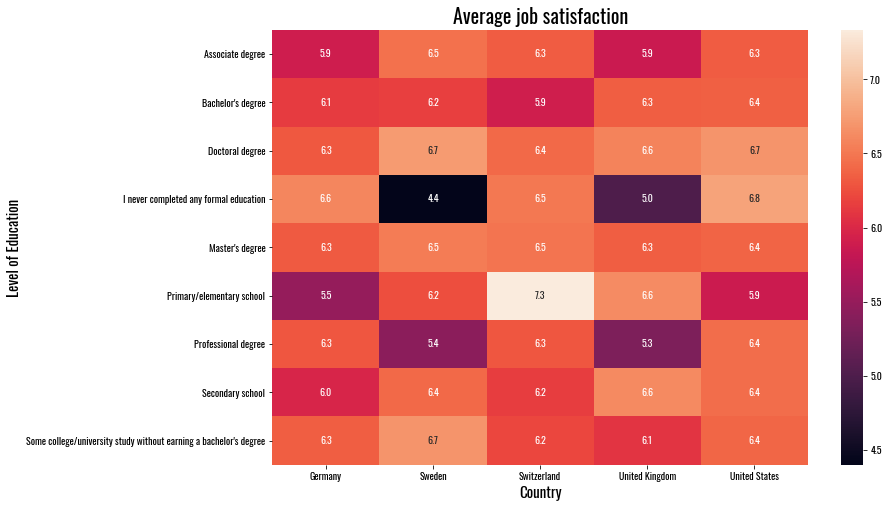 Average job satisfaction
Level of Education
Associate degree 5.9 6.5 6.3 5.9 6.3
Bachelor's degree 6.1 6.2 5.9 6.3 6.4
Doctoral degree 6.3 6.7 6.4 6.6 6.7
I never completed any formal education 6.6 4.4 6.5 5.0 6.8
Master's degree 6.3 6.5 6.5 6.3 6.4
Primary/elementary school 5.5 6.2 7.3 6.6 5.9
Professional degree 6.3 5.4 6.3 5.3 6.4
Secondary school 6.0 6.4 6.2 6.6 6.4
Some college/university study without earning a bachelor's degree 6.3 6.7 6.2 6.1 6.4
Germany Sweden Switzerland United Kingdom United States
Country
7.0
6.5
6.0
5.5
5.0
4.5